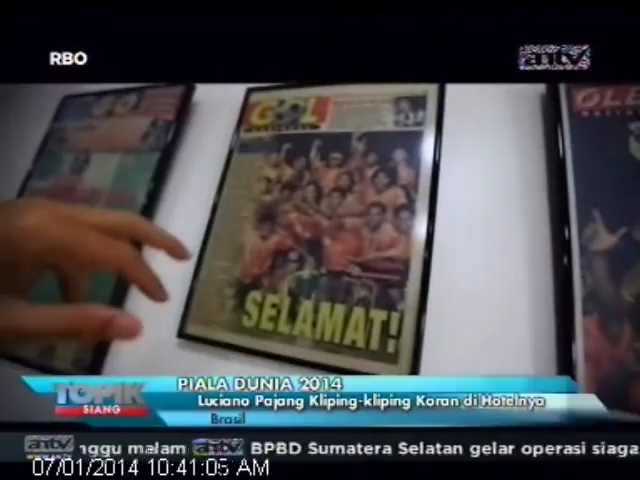 RBO
antv
GOL
OLE
SELAMAT!
PIALA DUNIA 2014
TOPIK
SIANG
Luciano Pajang Kliping-kliping Koran di Hotelnya
Brasil
antv nggu malam antv BPBD Sumatera Selatan gelar operasi siaga
07/01/2014 10:41:05 AM